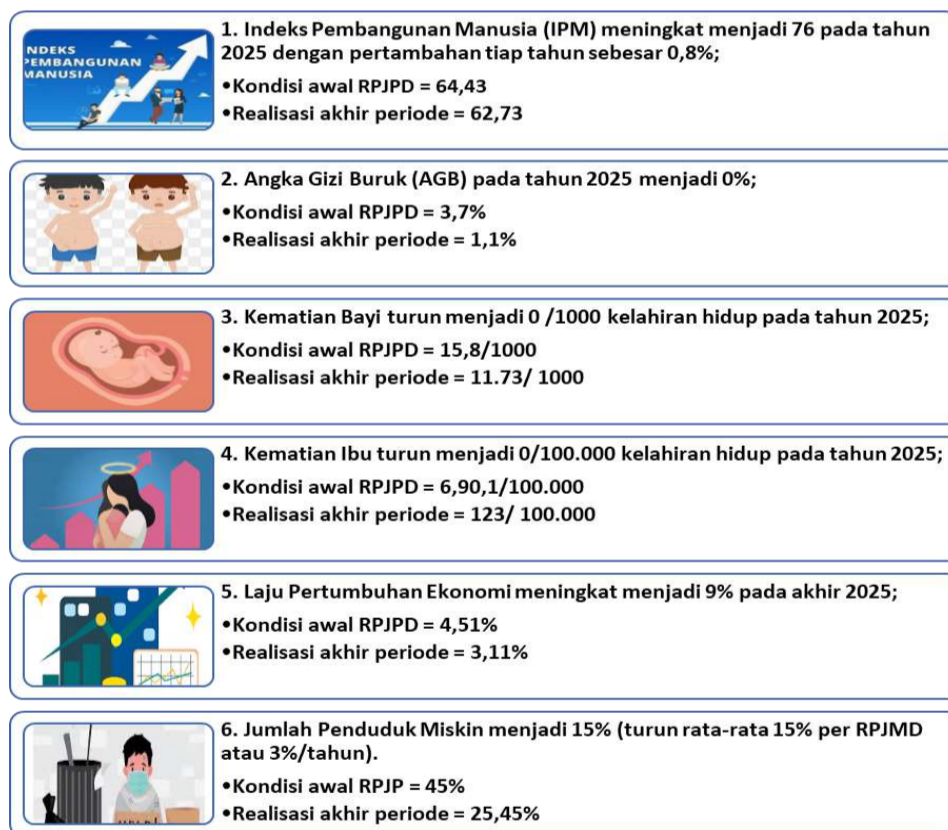 1. Indeks Pembangunan Manusia (IPM) meningkat menjadi 76 pada tahun
2025 dengan pertambahan tiap tahun sebesar 0,8%;
•Kondisi awal RPJPD = 64,43
•Realisasi akhir periode = 62,73
INDEKS
PEMBANGUNAN
MANUSIA
2. Angka Gizi Buruk (AGB) pada tahun 2025 menjadi 0%;
•Kondisi awal RPJPD = 3,7%
•Realisasi akhir periode = 1,1%
3. Kematian Bayi turun menjadi 0 /1000 kelahiran hidup pada tahun 2025;
•Kondisi awal RPJPD = 15,8/1000
•Realisasi akhir periode = 11.73/ 1000
4. Kematian Ibu turun menjadi 0/100.000 kelahiran hidup pada tahun 2025;
•Kondisi awal RPJPD = 6,90,1/100.000
•Realisasi akhir periode = 123/ 100.000
5. Laju Pertumbuhan Ekonomi meningkat menjadi 9% pada akhir 2025;
•Kondisi awal RPJPD = 4,51%
•Realisasi akhir periode = 3,11%
6. Jumlah Penduduk Miskin menjadi 15% (turun rata-rata 15% per RPJMD
atau 3%/tahun).
•Kondisi awal RPJP = 45%
•Realisasi akhir periode = 25,45%